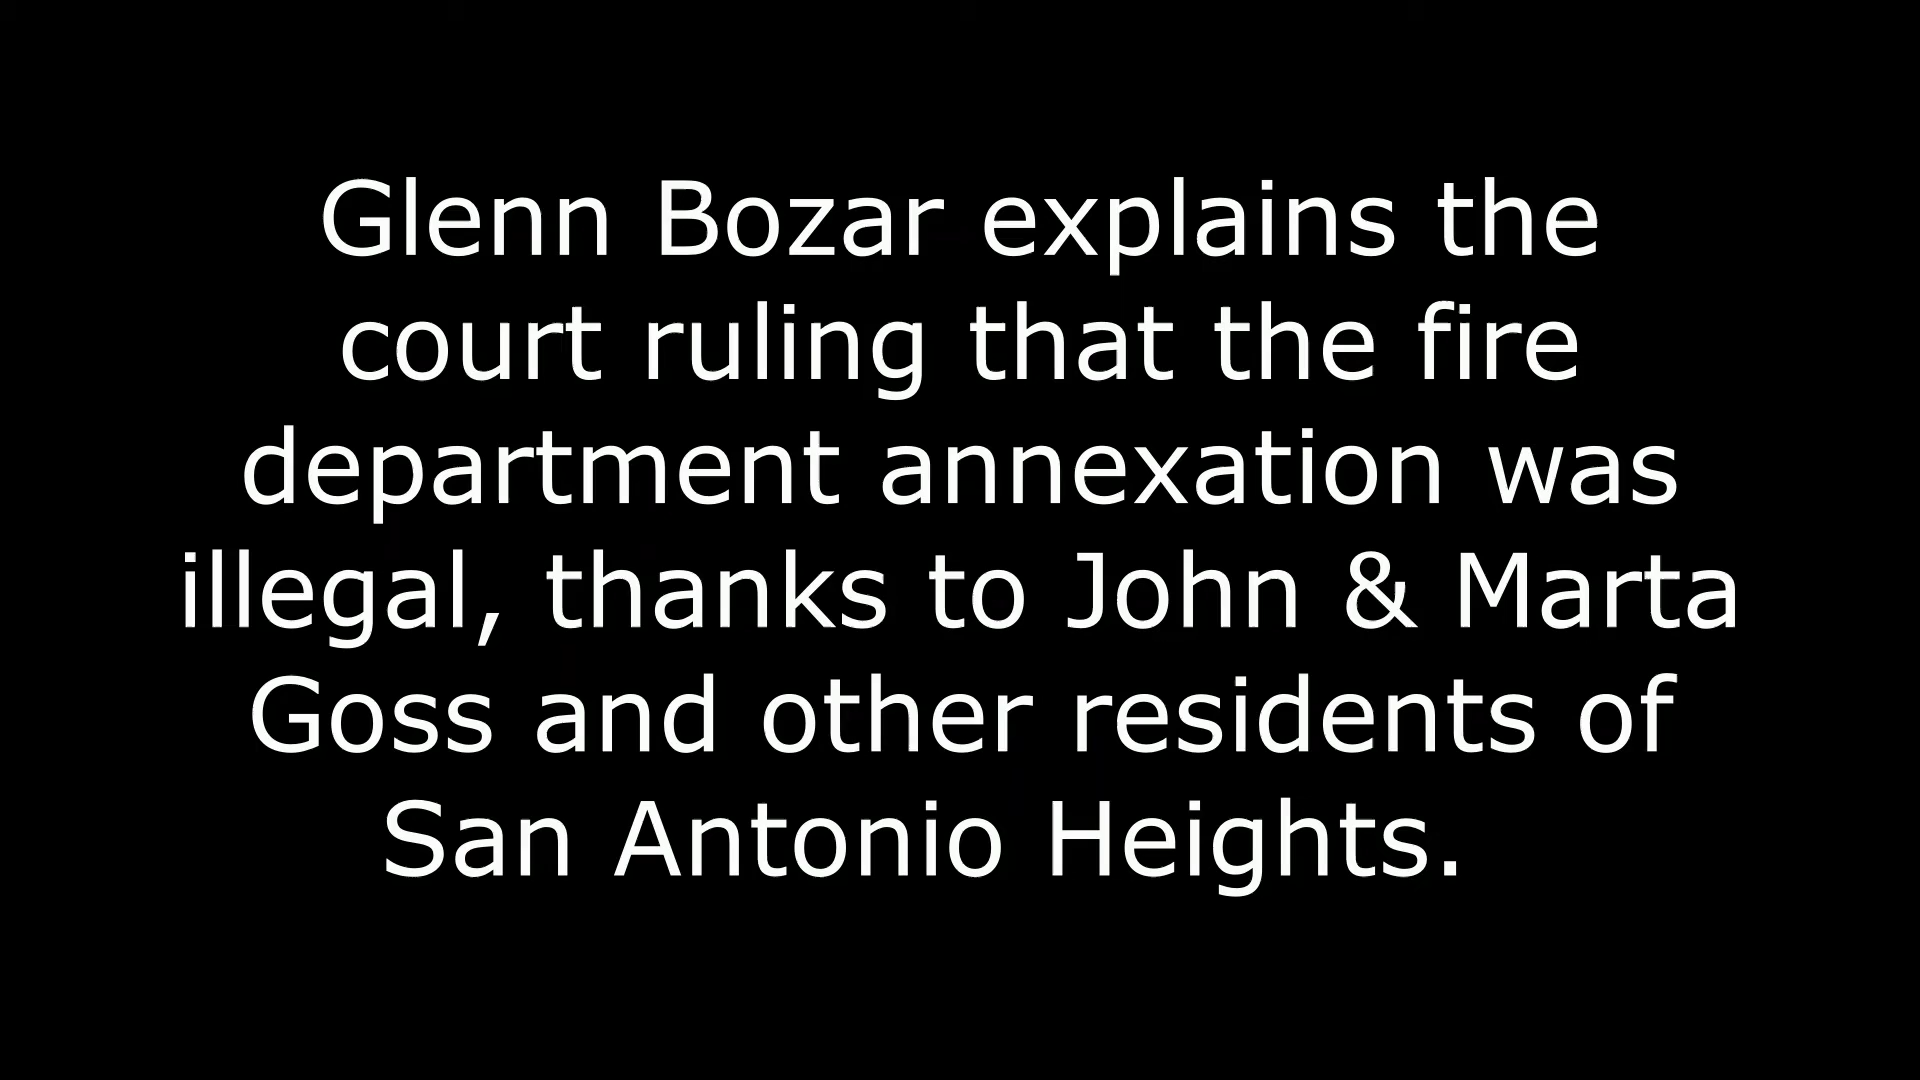 Glenn Bozar explains the
court ruling that the fire
department annexation was
illegal, thanks to John & Marta
Goss and other residents of
San Antonio Heights.